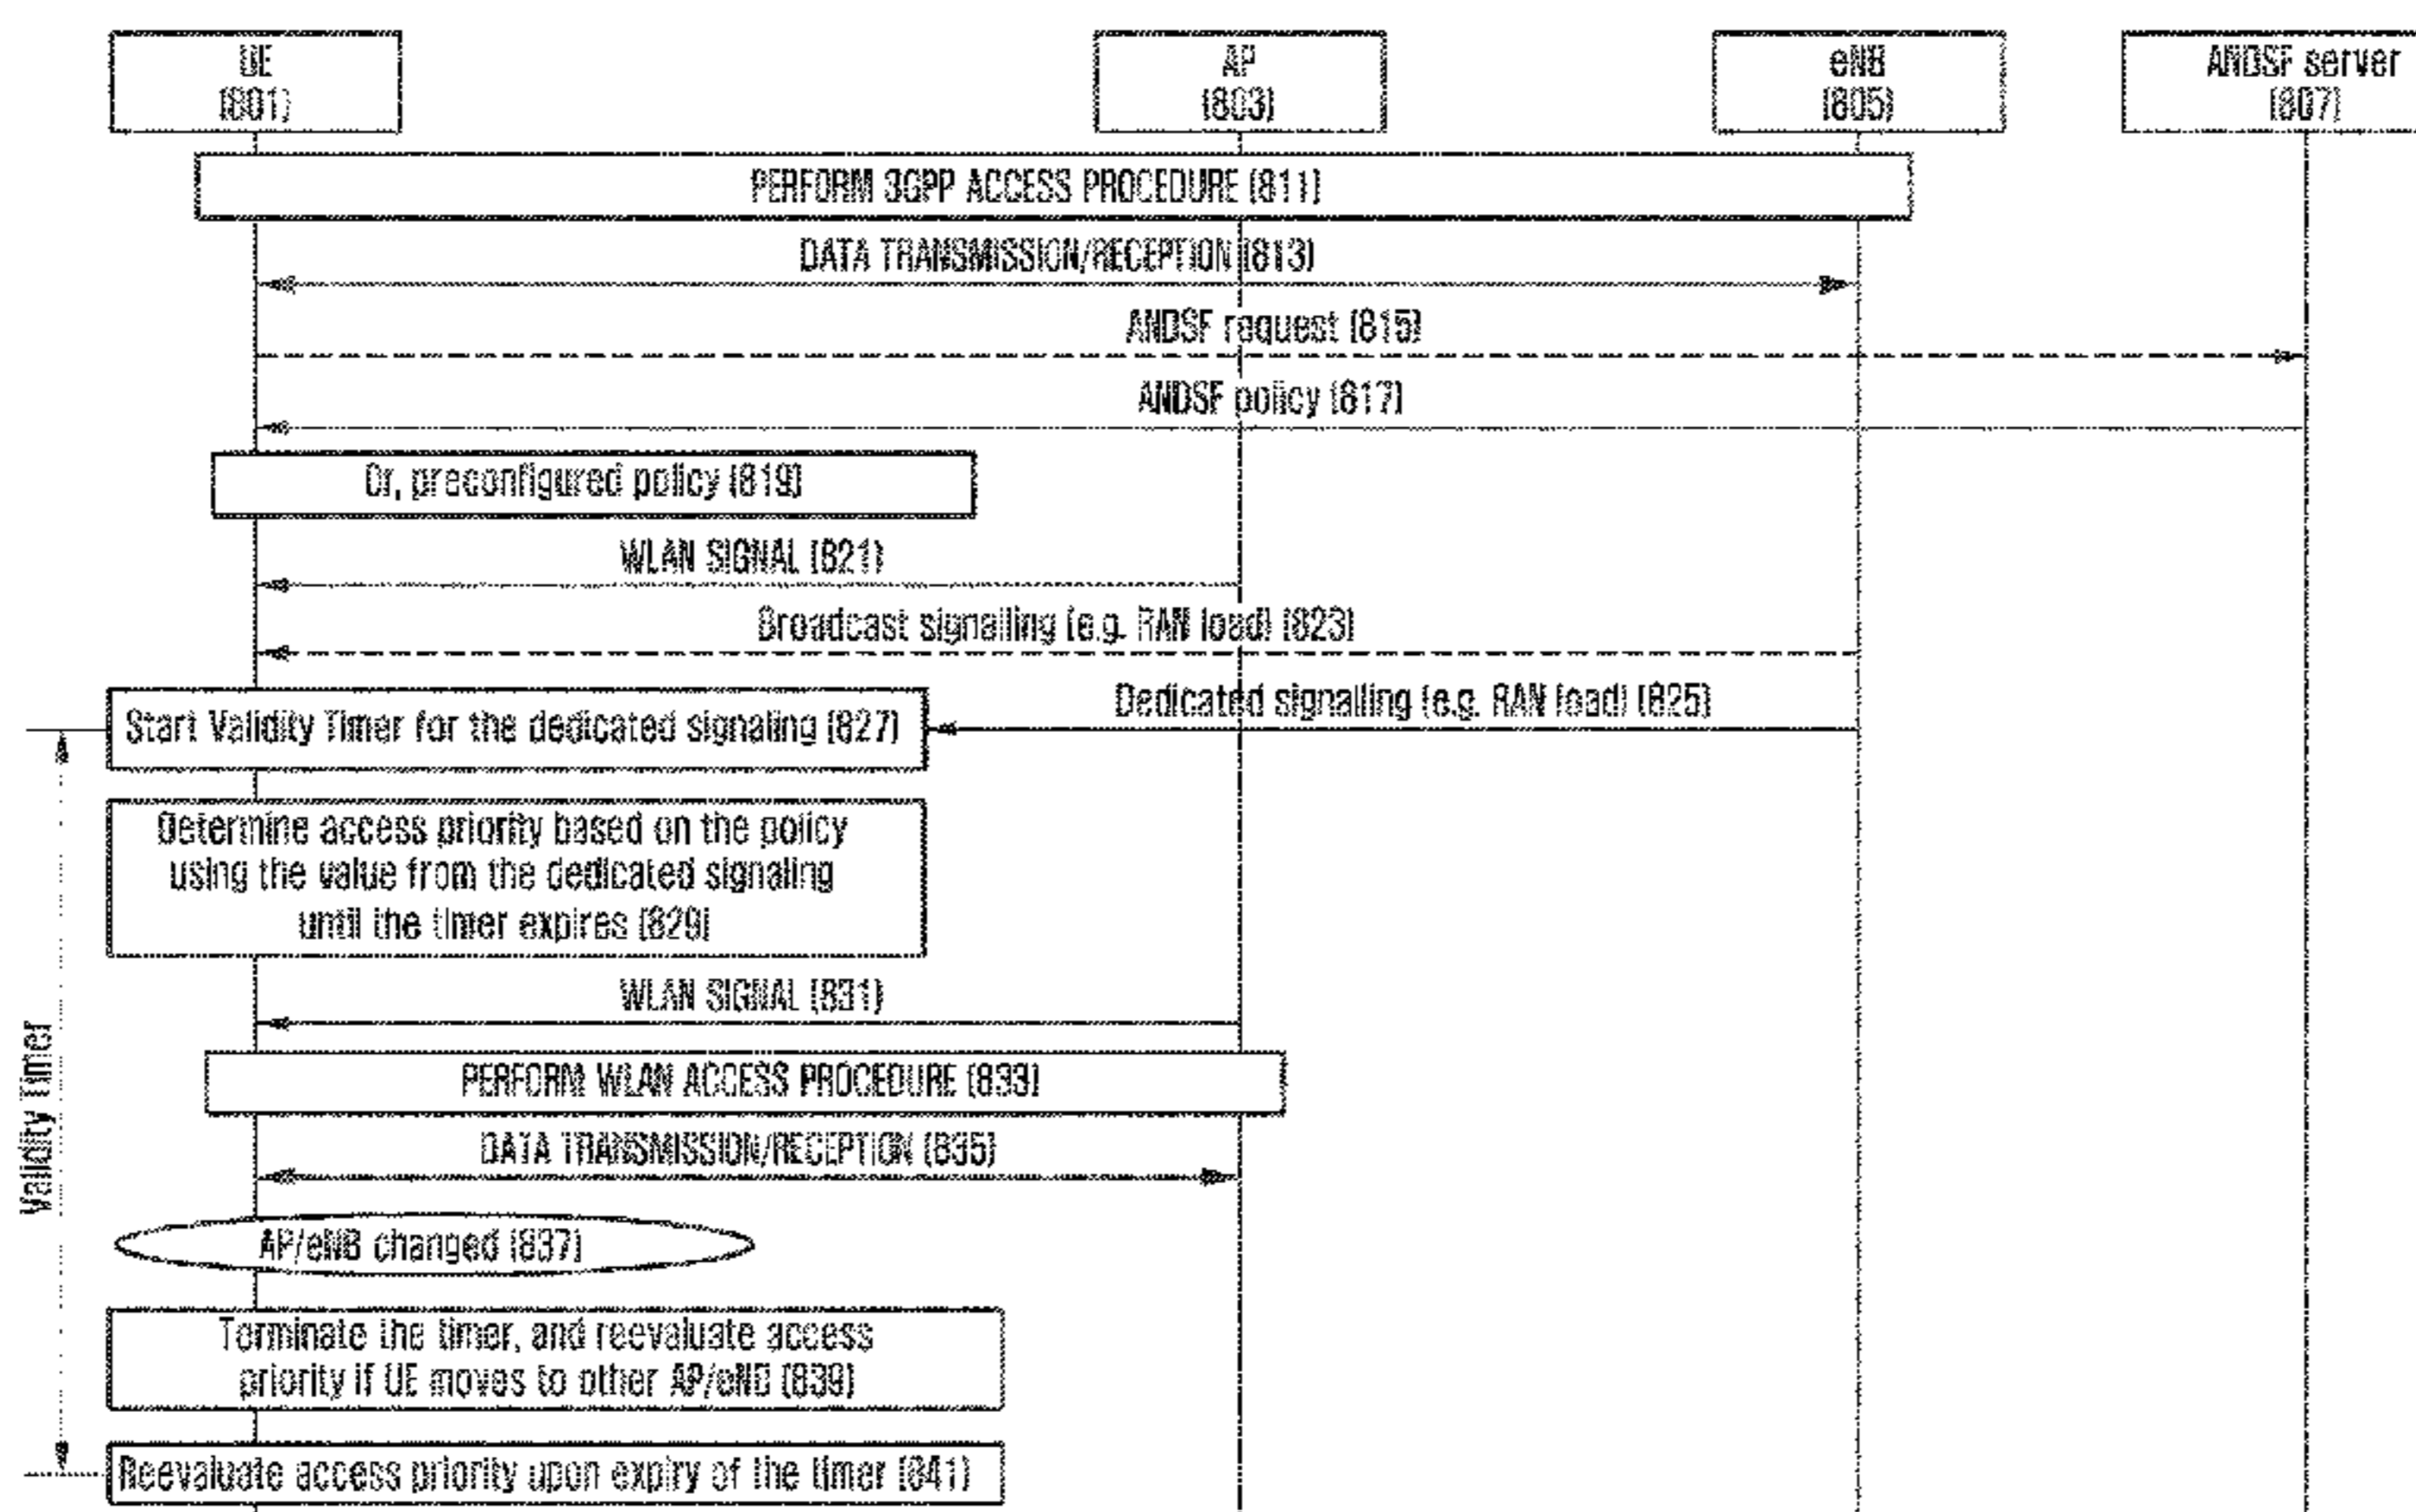 UE
(801)
AP
(803)
eNB
(805)
ANDSF server
(807)
PERFORM 3GPP ACCESS PROCEDURE (811)
DATA TRANSMISSION/RECEPTION (813)
ANDSF request (815)
ANDSF policy (817)
Or, preconfigured policy (819)
WLAN SIGNAL (821)
Broadcast signalling (e.g. RAN load) (823)
Dedicated signalling (e.g. RAN load) (825)
Start Validity Timer for the dedicated signaling (827)
Determine access priority based on the policy
using the value from the dedicated signaling
until the timer expires (829)
WLAN SIGNAL (831)
PERFORM WLAN ACCESS PROCEDURE (833)
DATA TRANSMISSION/RECEPTION (835)
Validity Timer
AP/eNB changed (837)
Terminate the timer, and reevaluate access
priority if UE moves to other AP/eNB (839)
Reevaluate access priority upon expiry of the timer (841)